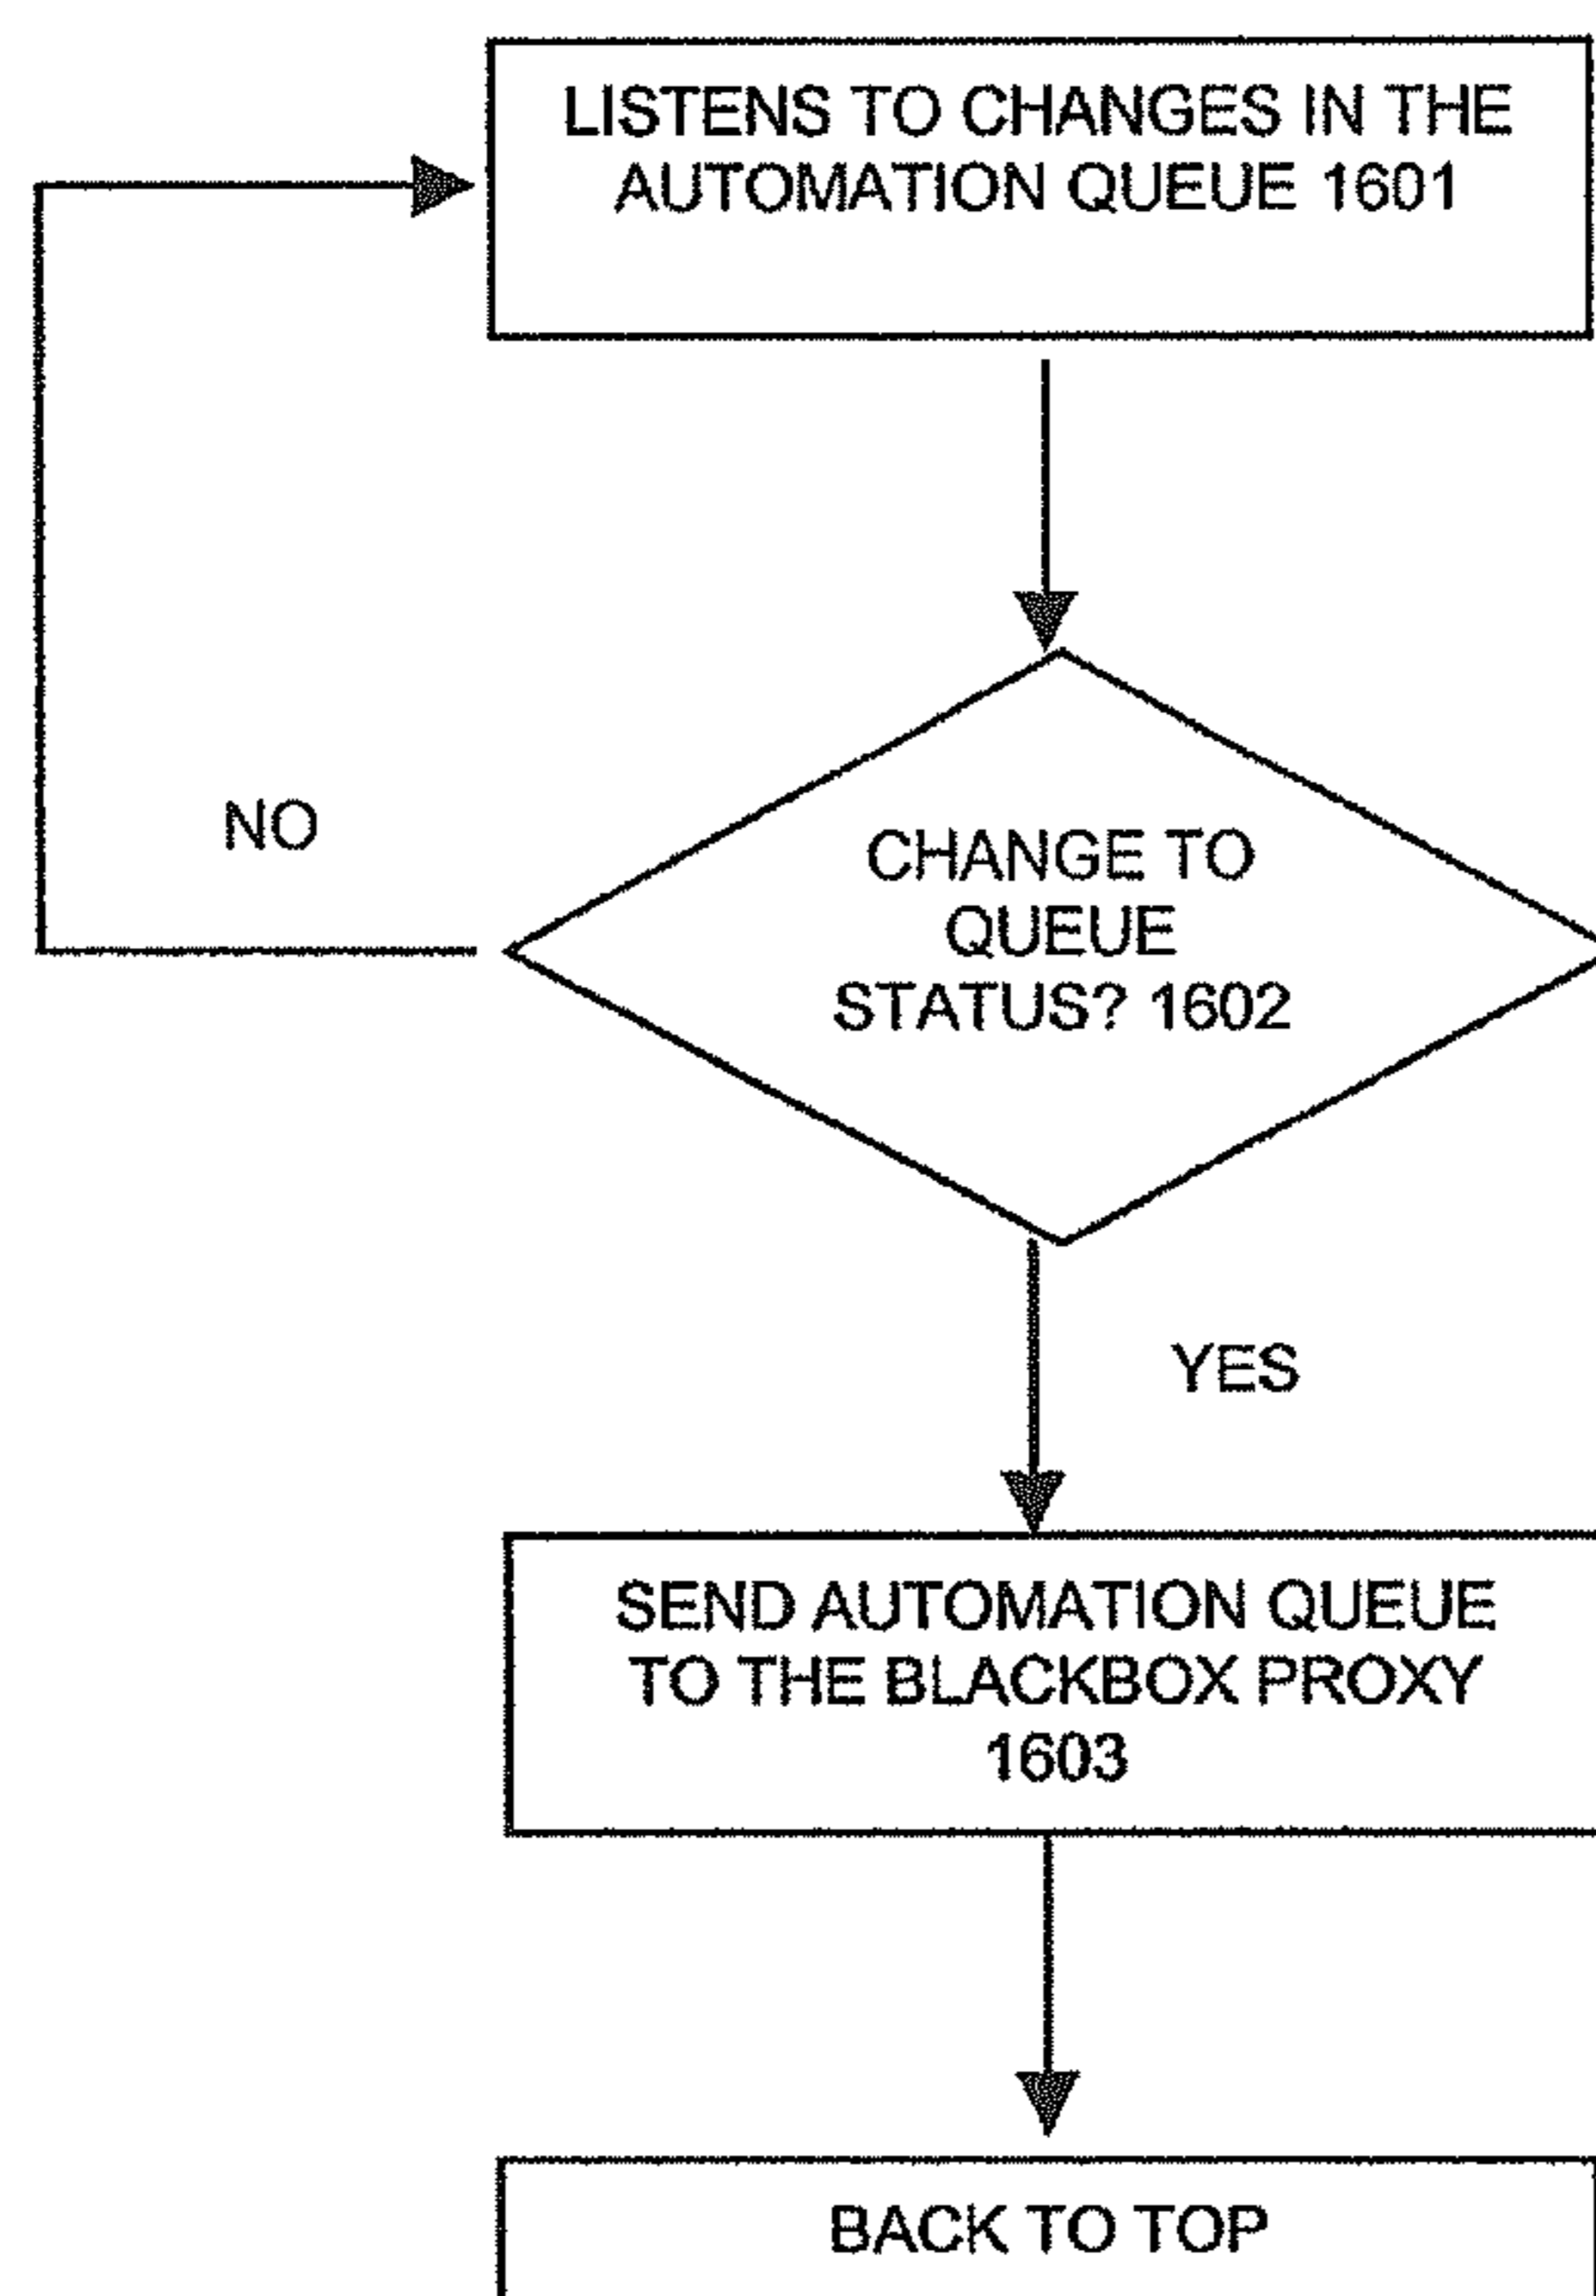 LISTENS TO CHANGES IN THE
AUTOMATION QUEUE 1601
NO
CHANGE TO
QUEUE
STATUS? 1602
YES
SEND AUTOMATION QUEUE
TO THE BLACKBOX PROXY
1603
BACK TO TOP